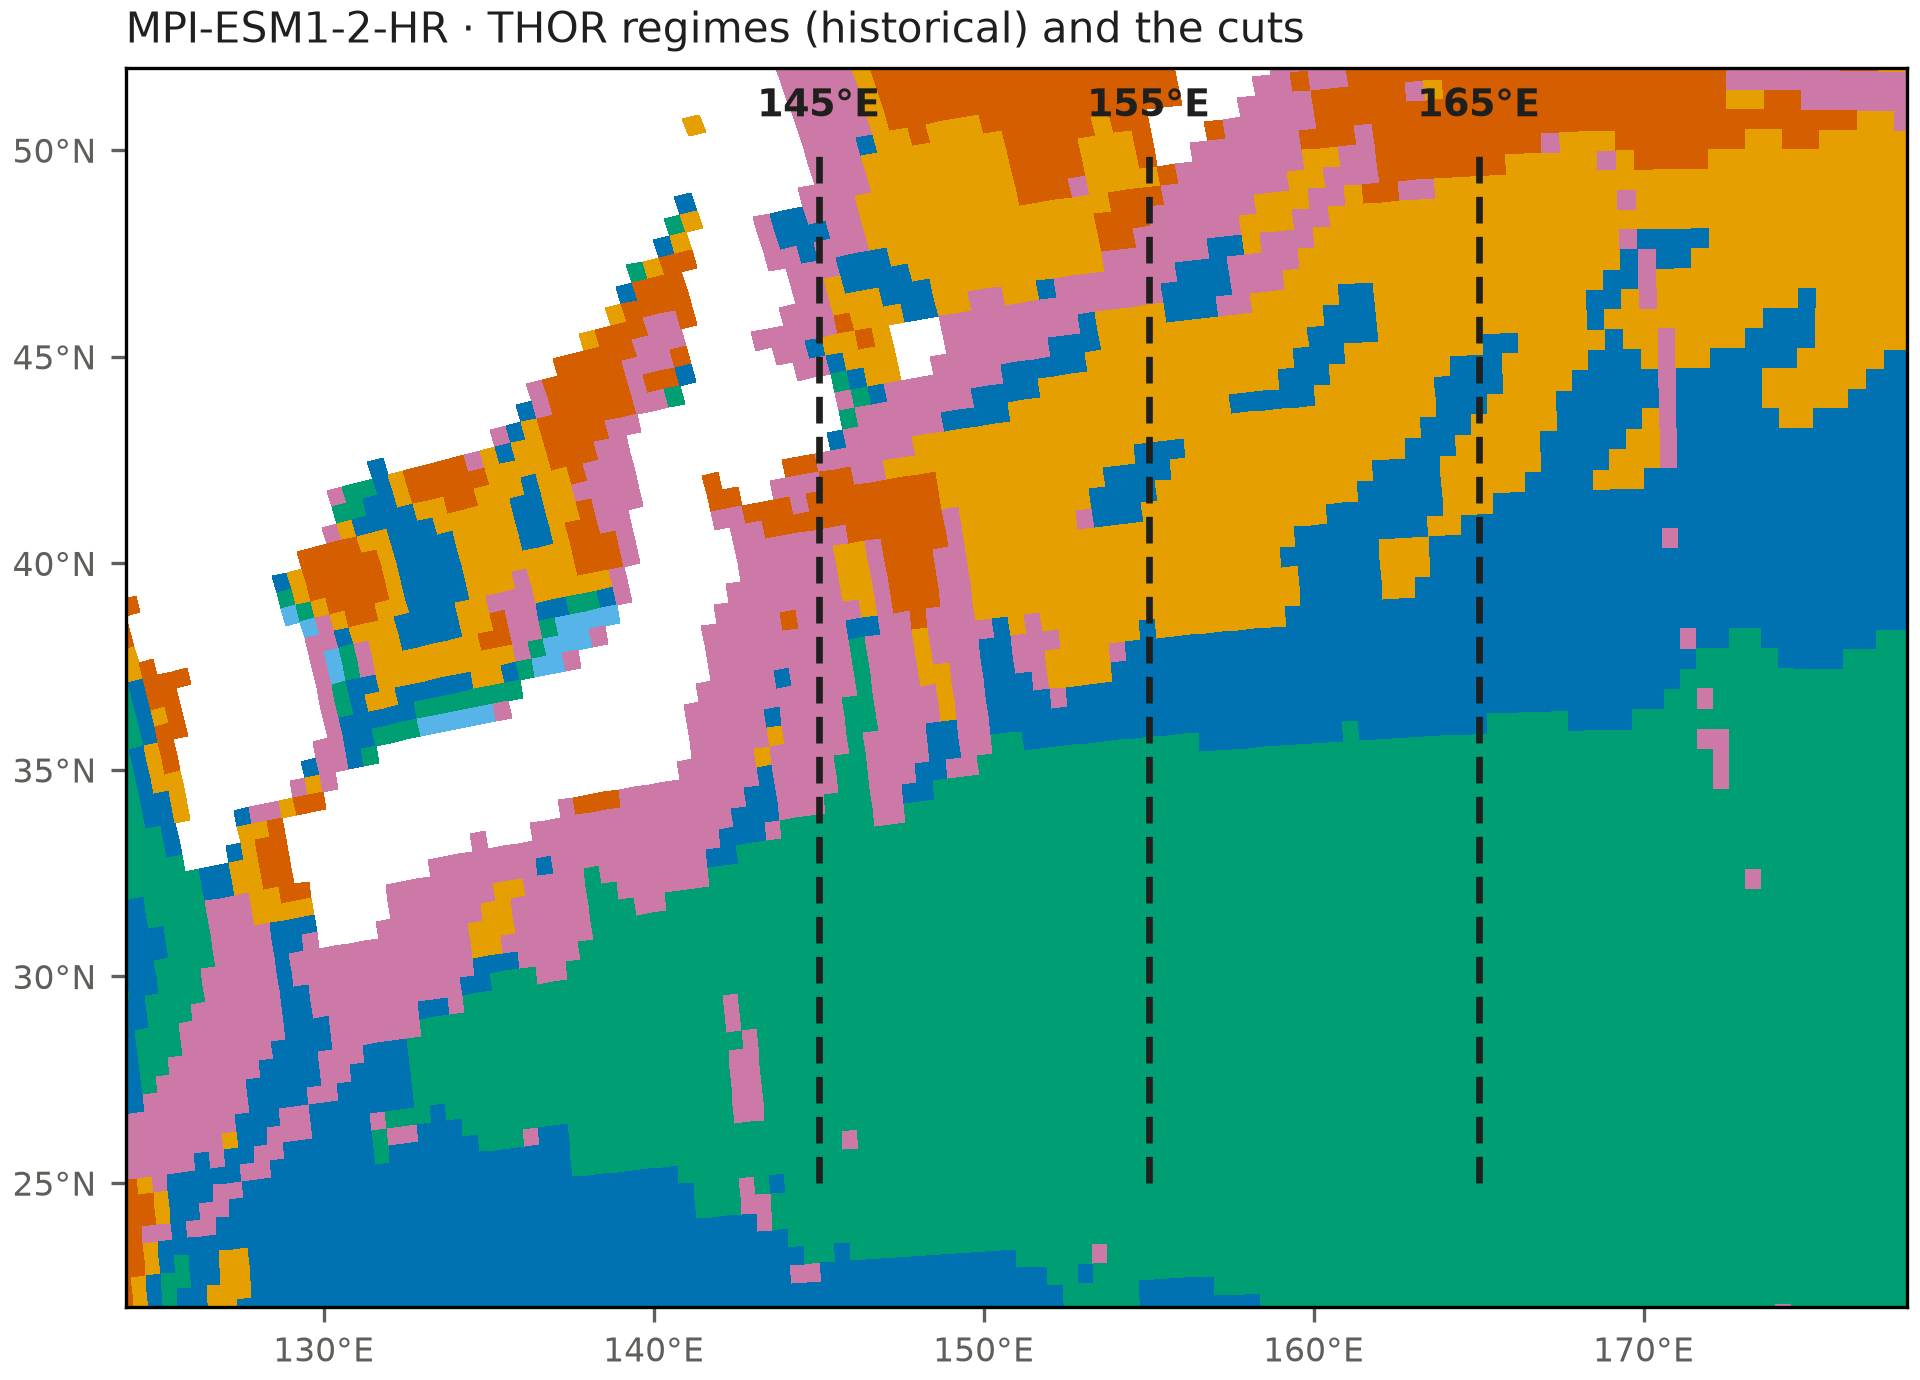 MPI-ESM1-2-HR · THOR regimes (historical) and the cuts
145°E 155°E 165°E
50°N
45°N
40°N
35°N
30°N
25°N
130°E 140°E 150°E 160°E 170°E